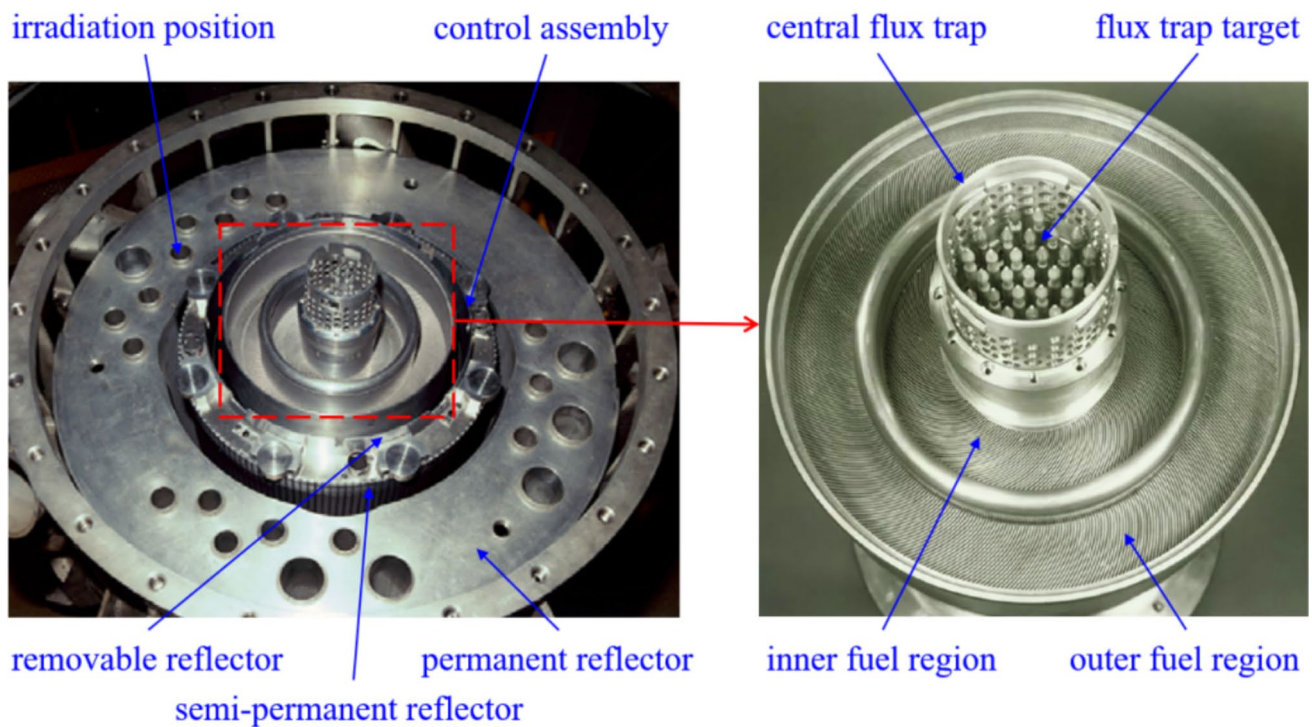 irradiation position
control assembly
central flux trap
flux trap target
removable reflector
permanent reflector
inner fuel region
outer fuel region
semi-permanent reflector